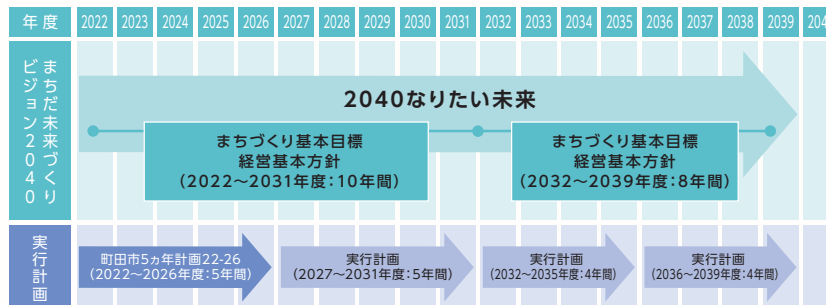 年度 2022 2023 2024 2025 2026 2027 2028 2029 2030 2031 2032 2033 2034 2035 2036 2037 2038 2039
まちだ未来づくり
ビジョン2040
2040なりたい未来
まちづくり基本目標
経営基本方針
(2022〜2031年度:10年間)
まちづくり基本目標
経営基本方針
(2032〜2039年度:8年間)
実行計画
町田市5ヵ年計画22-26
(2022〜2026年度:5年間)
実行計画
(2027〜2031年度:5年間)
実行計画
(2032〜2035年度:4年間)
実行計画
(2036〜2039年度:4年間)